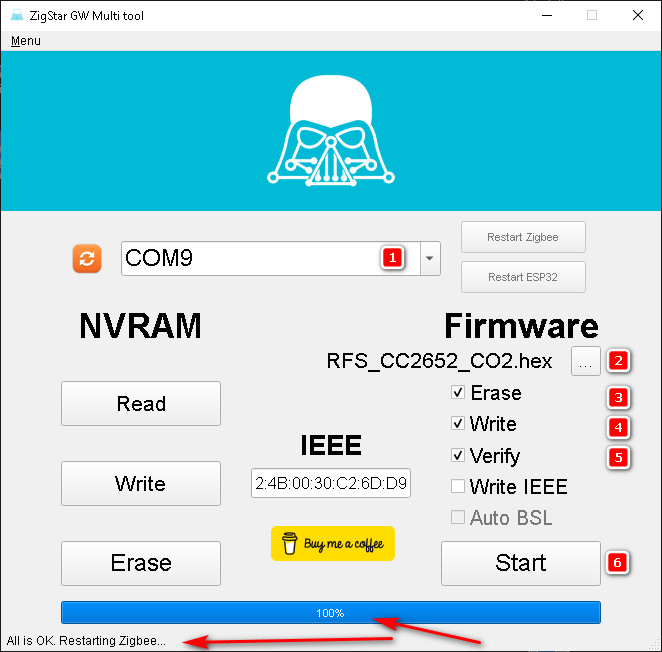 ZigStar GW Multi tool
Menu
COM9
1
Restart Zigbee
Restart ESP32
NVRAM
Firmware
RFS_CC2652_CO2.hex
...
2
Read
Erase
3
Write
4
IEEE
Verify
5
Write
2:4B:00:30:C2:6D:D9
Write IEEE
Auto BSL
Buy me a coffee
Erase
Start
6
100%
All is OK. Restarting Zigbee...